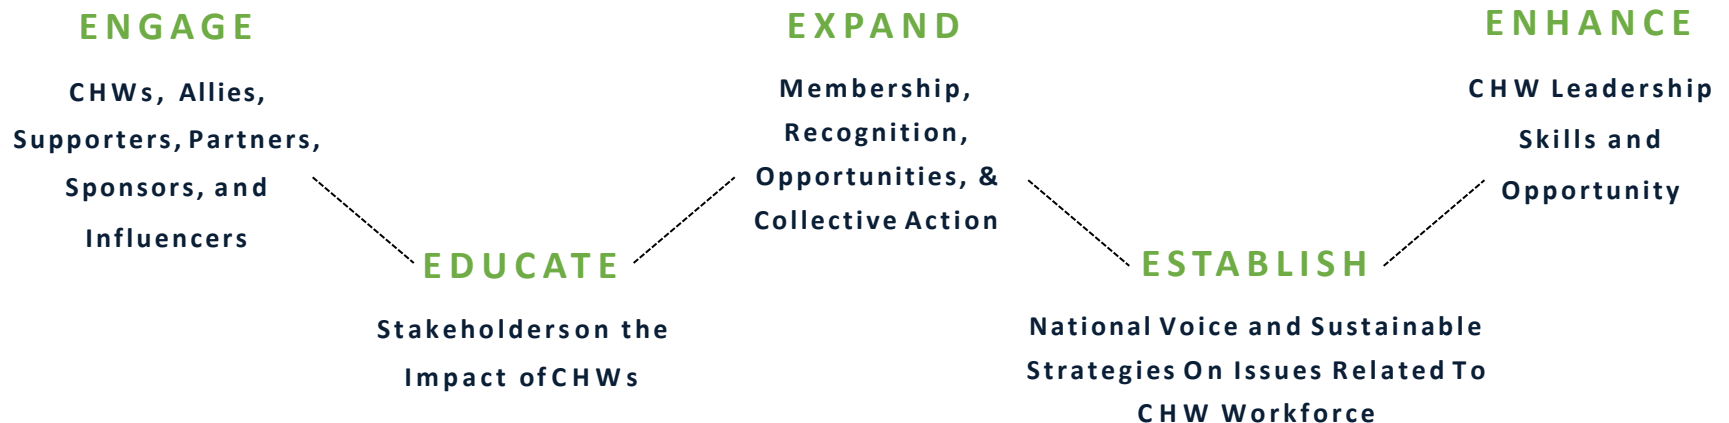 ENGAGE
CHWs, Allies,
Supporters, Partners,
Sponsors, and
Influencers
EDUCATE
Stakeholderson the
Impact ofCHWs
EXPAND
Membership,
Recognition,
Opportunities, &
Collective Action
ESTABLISH
National Voice and Sustainable
Strategies On Issues Related To
CHW Workforce
ENHANCE
CHW Leadership
Skills and
Opportunity